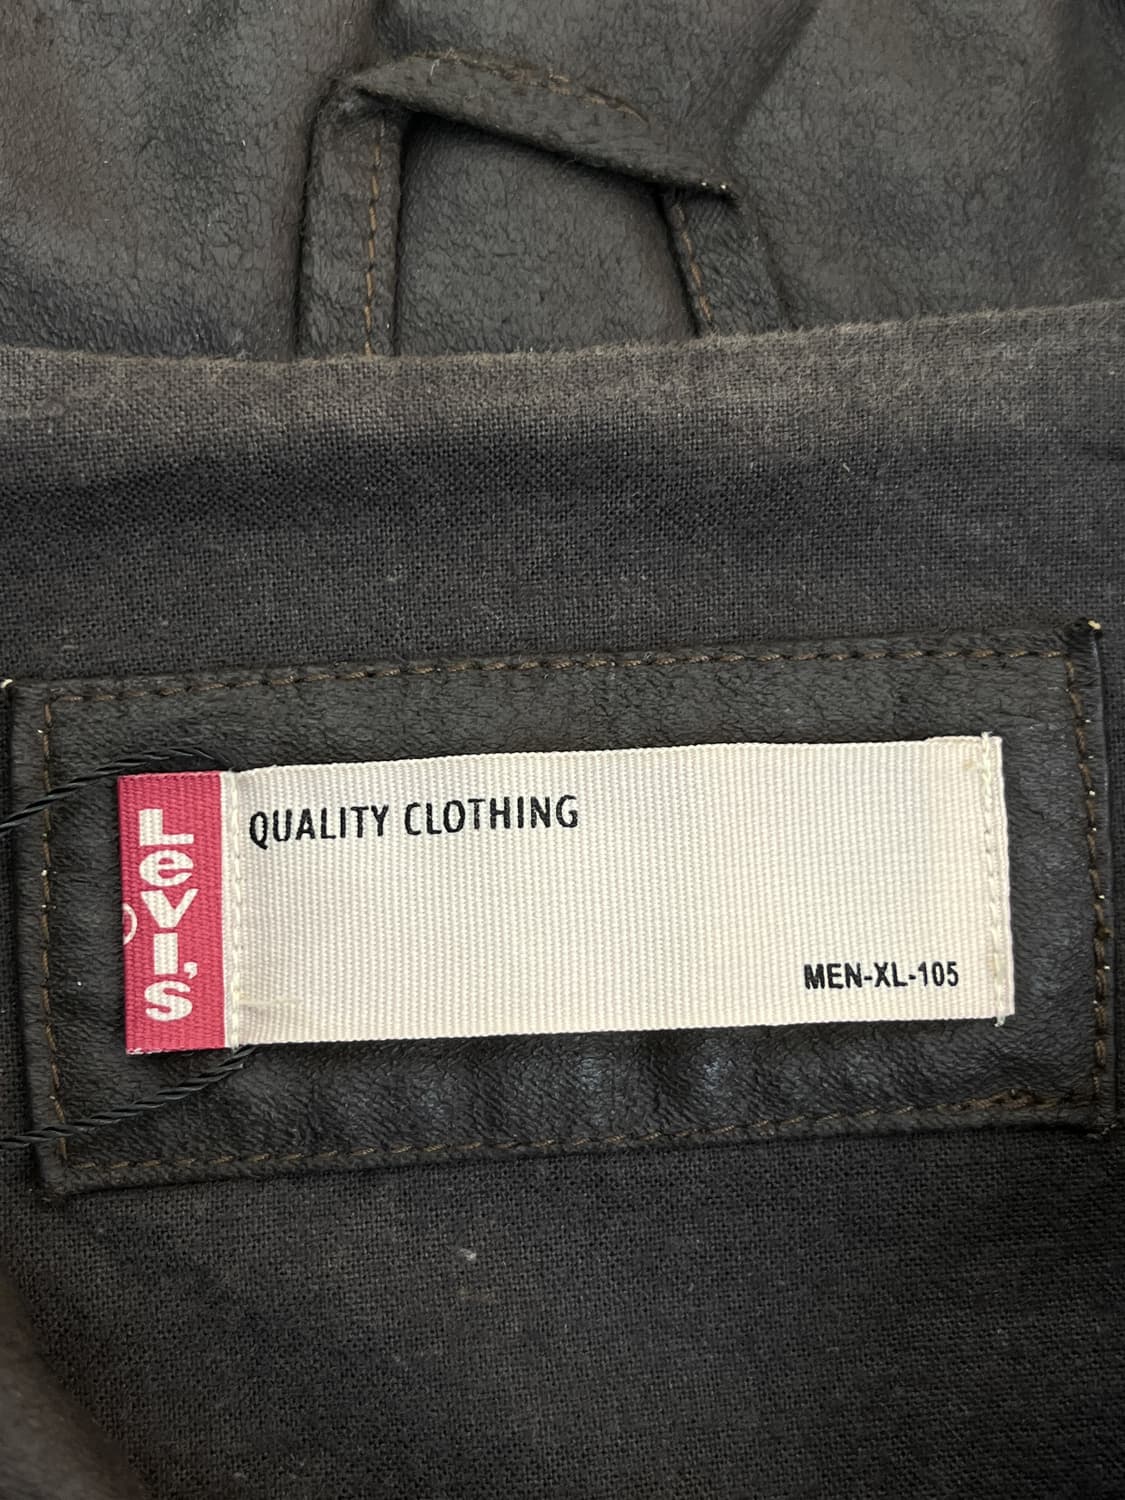 LEVI'S
®
QUALITY CLOTHING
MEN-XL-105